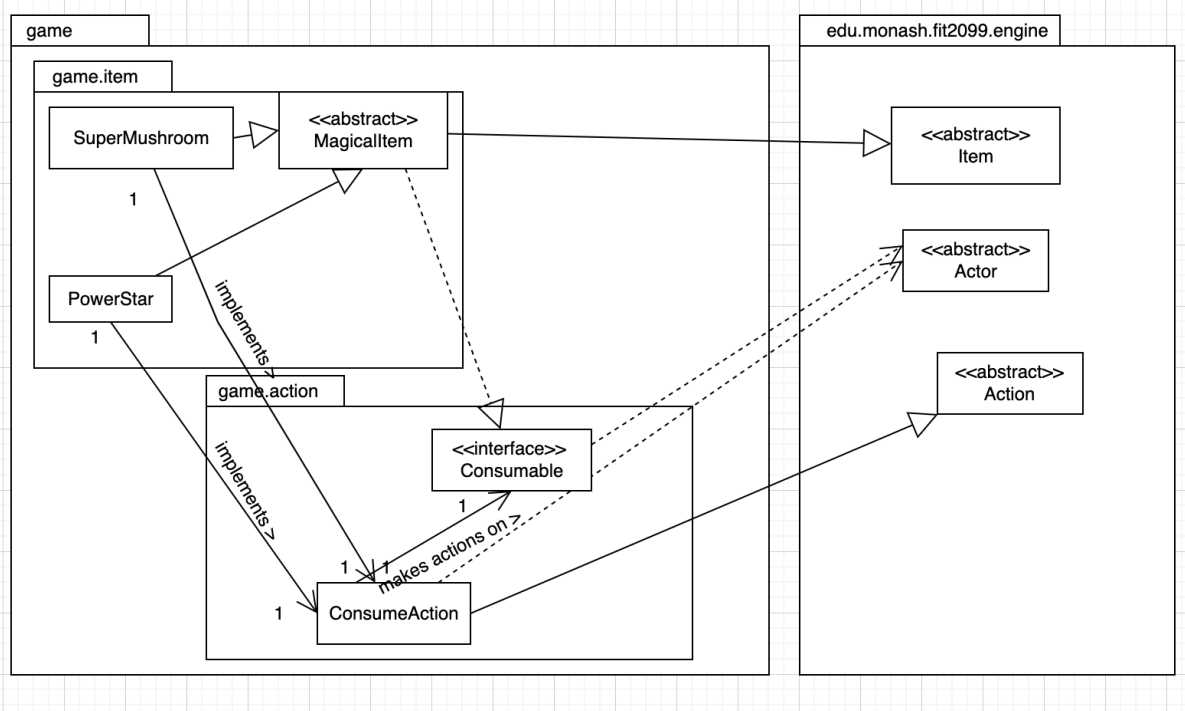 game
edu.monash.fit2099.engine
game.item
SuperMushroom
<<abstract>>
MagicalItem
<<abstract>>
Item
1
<<abstract>>
Actor
PowerStar
1
implements >
<<abstract>>
Action
game.action
<<interface>>
Consumable
implements >
1
makes actions on >
1
1
1
ConsumeAction